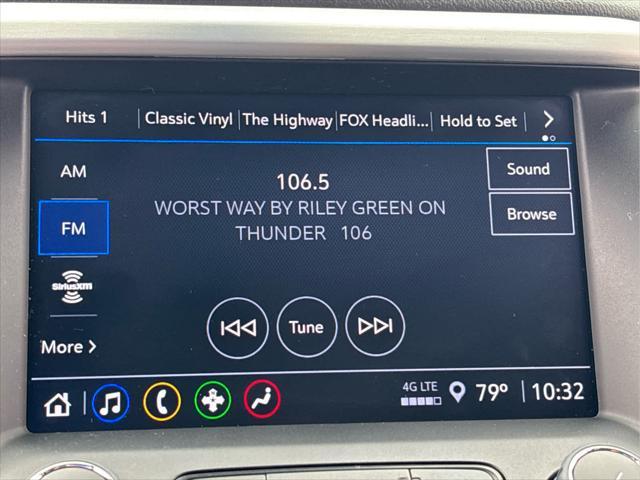 Hits 1 Classic Vinyl The Highway FOX Headli... Hold to Set
AM
106.5
Sound
WORST WAY BY RILEY GREEN ON
THUNDER 106
Browse
FM
SiriusXM
Tune
More
4G LTE
79° 10:32